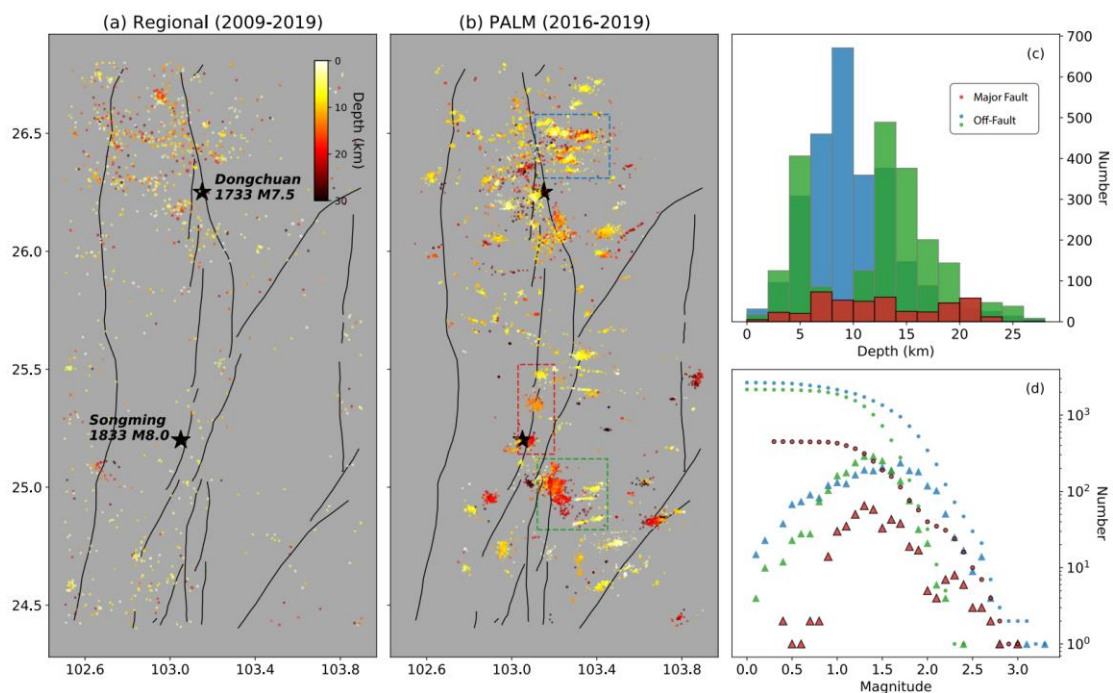 (a) Regional (2009-2019)
(b) PALM (2016-2019)
26.5
26.0
25.5
25.0
24.5
102.6
103.0
103.4
103.8
102.6
103.0
103.4
103.8
0
10
20
30
Depth (km)
Dongchuan
1733 M7.5
Songming
1833 M8.0
(c)
Major Fault
Off-Fault
700
600
500
400
300
200
100
0
Number
0
5
10
15
20
25
Depth (km)
(d)
10³
10²
10¹
10⁰
Number
0.0
0.5
1.0
1.5
2.0
2.5
3.0
Magnitude